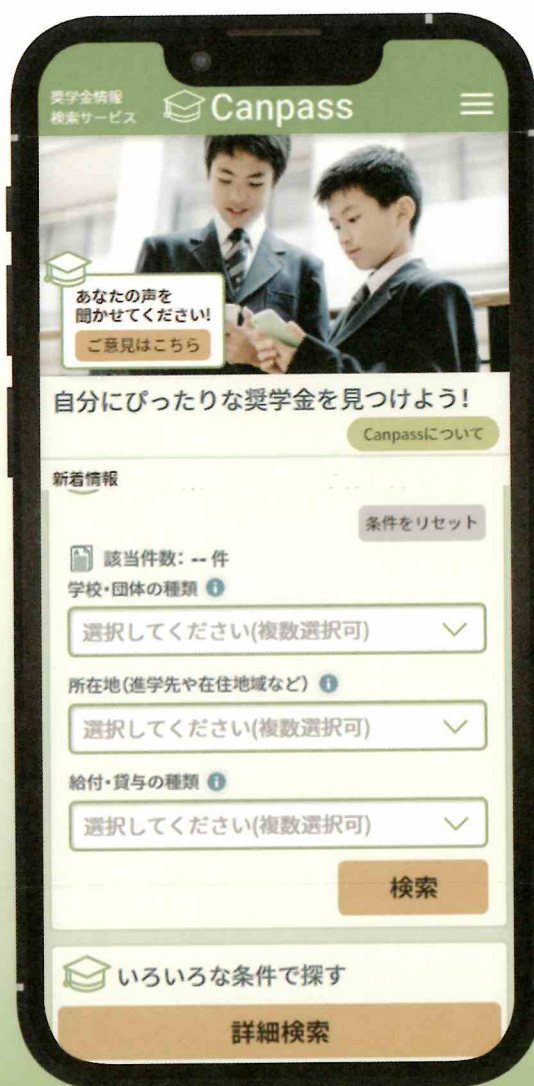 奨学金情報
検索サービス
Canpass
あなたの声を
聞かせてください!
ご意見はこちら
自分にぴったりな奨学金を見つけよう!
Canpassについて
新着情報
条件をリセット
該当件数: -- 件
学校・団体の種類
選択してください(複数選択可)
所在地(進学先や在住地域など)
選択してください(複数選択可)
給付・貸与の種類
選択してください(複数選択可)
検索
いろいろな条件で探す
詳細検索